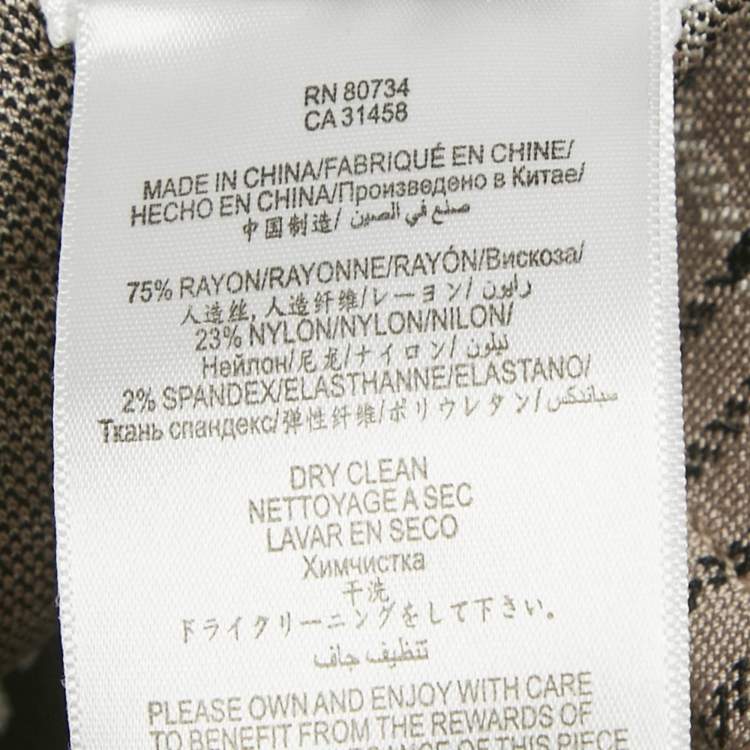 RN 80734
CA 31458
MADE IN CHINA/FABRIQUÉ EN CHINE/
HECHO EN CHINA/Произведено в Китае/
中国制造/ صنع في الصين
75% RAYON/RAYONNE/RAYÓN/Вискоза/
人造丝, 人造纤维/レーヨン/ رايون
23% NYLON/NYLON/NILON/
Нейлон/尼龙/ナイロン/ نيلون
2% SPANDEX/ELASTHANNE/ELASTANO/
Ткань спандекс/弹性纤维/ポリウレタン/ سباندكس
DRY CLEAN
NETTOYAGE A SEC
LAVAR EN SECO
Химчистка
干洗
ドライクリーニングをして下さい。
تنظيف جاف
PLEASE OWN AND ENJOY WITH CARE
TO BENEFIT FROM THE REWARDS OF
OF THIS PIECE